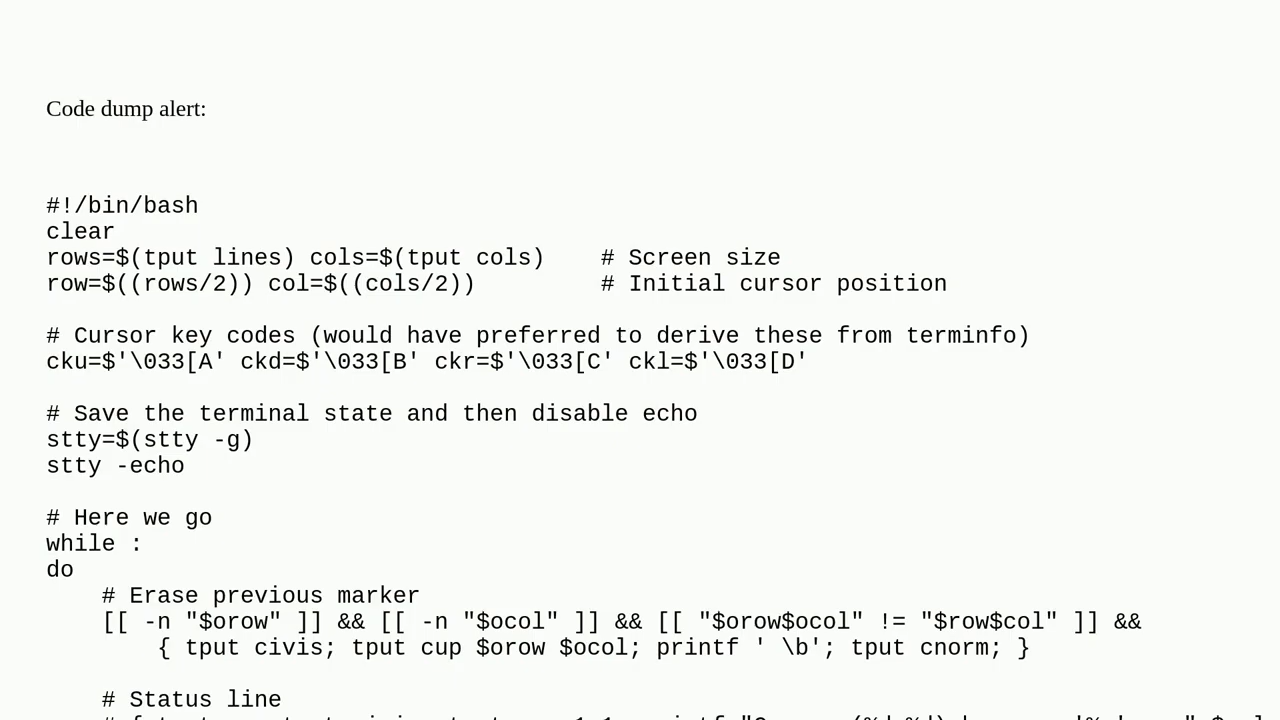 Code dump alert:
#!/bin/bash
clear
rows=$(tput lines) cols=$(tput cols)    # Screen size
row=$((rows/2)) col=$((cols/2))         # Initial cursor position
# Cursor key codes (would have preferred to derive these from terminfo)
cku=$'\033[A' ckd=$'\033[B' ckr=$'\033[C' ckl=$'\033[D'
# Save the terminal state and then disable echo
stty=$(stty -g)
stty -echo
# Here we go
while :
do
    # Erase previous marker
    [[ -n "$orow" ]] && [[ -n "$ocol" ]] && [[ "$orow$ocol" != "$row$col" ]] &&
        { tput civis; tput cup $orow $ocol; printf ' \b'; tput cnorm; }
    # Status line